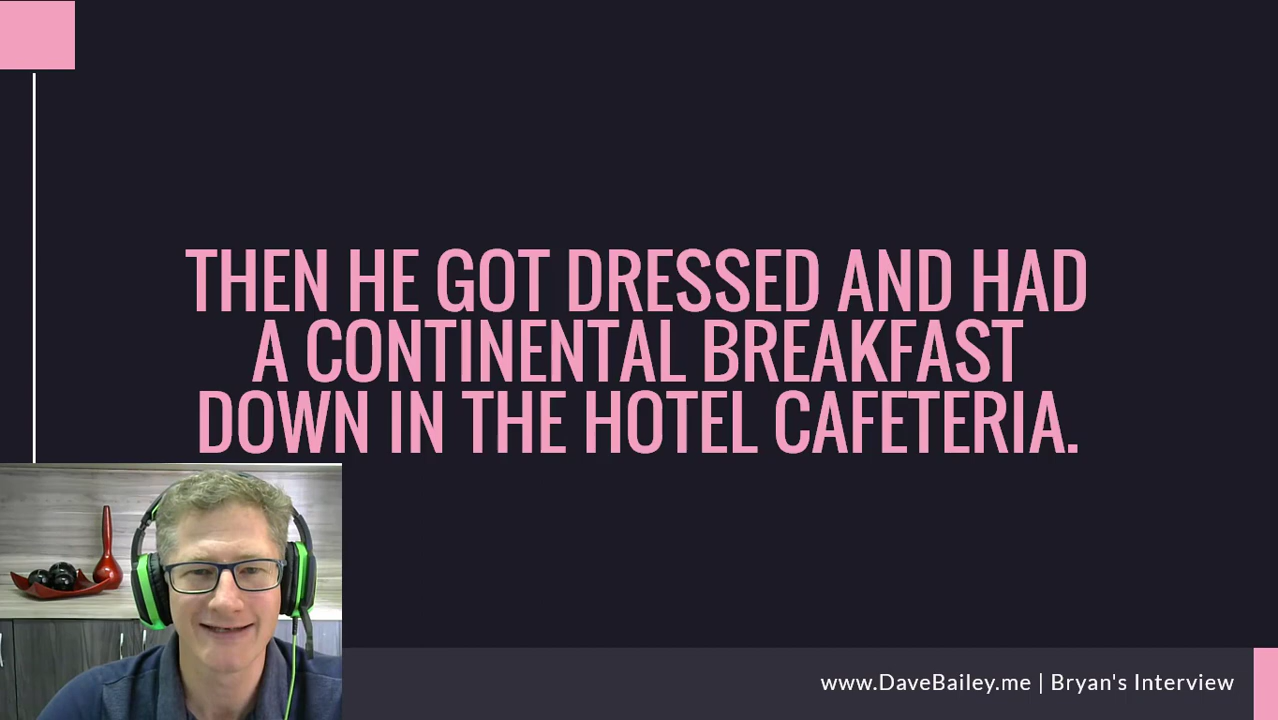 THEN HE GOT DRESSED AND HAD
A CONTINENTAL BREAKFAST
DOWN IN THE HOTEL CAFETERIA.
www.DaveBailey.me | Bryan's Interview